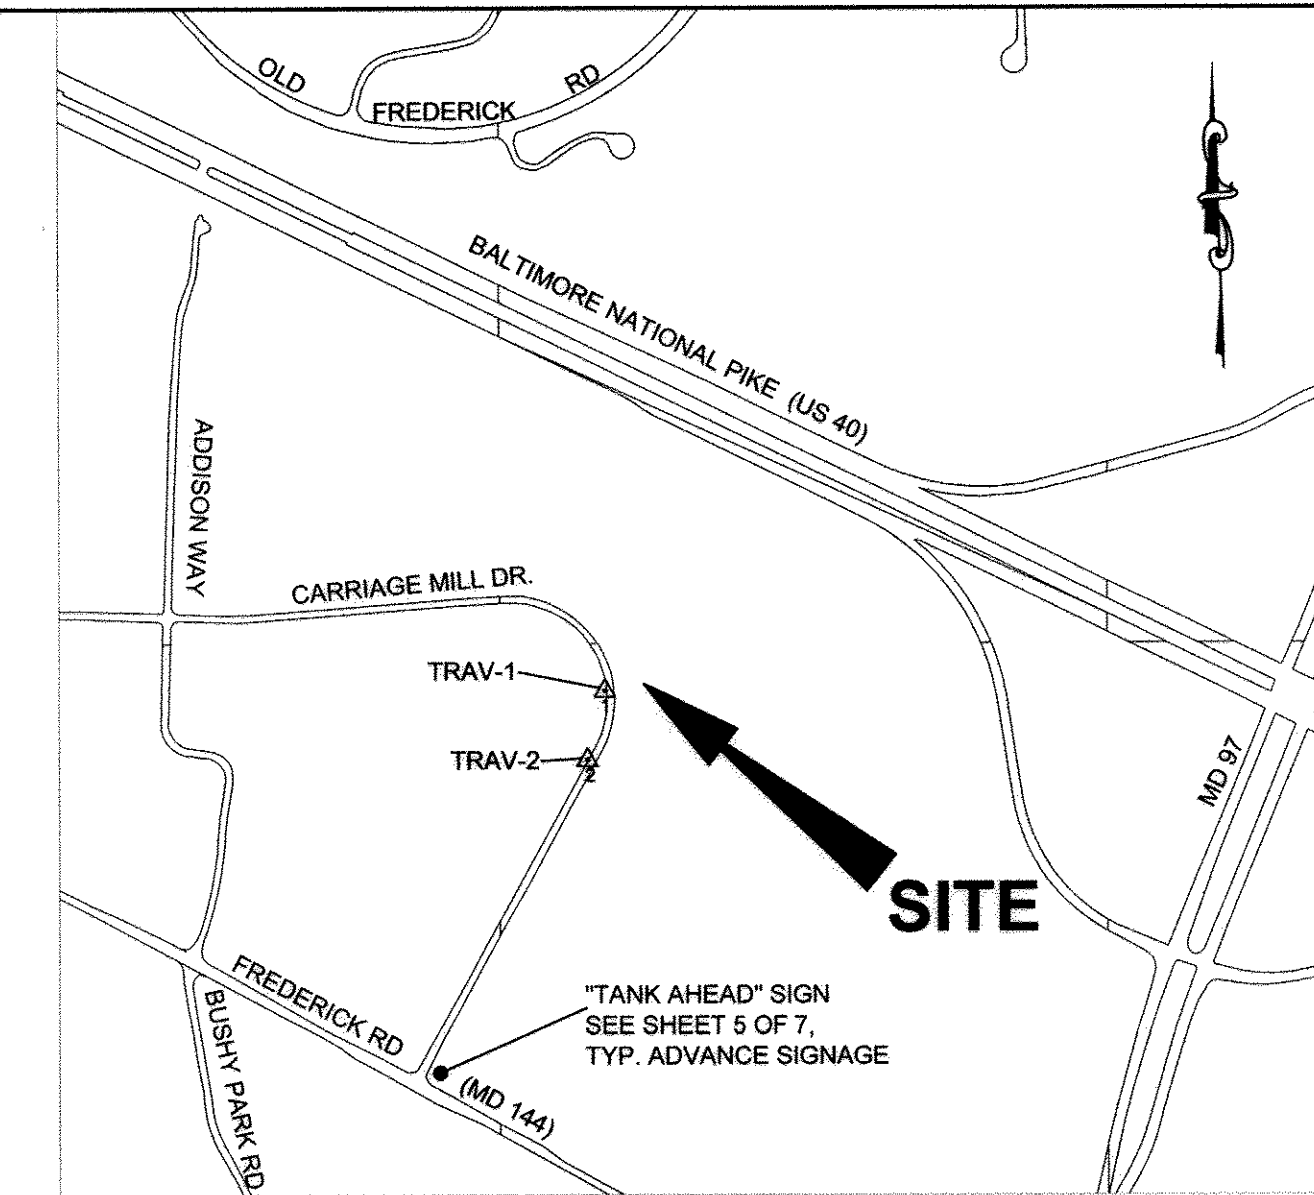 OLD
FREDERICK
RD
BALTIMORE NATIONAL PIKE (US 40)
ADDISON WAY
CARRIAGE MILL DR.
TRAV-1
1
TRAV-2
2
MD 97
SITE
FREDERICK RD
"TANK AHEAD" SIGN
SEE SHEET 5 OF 7,
TYP. ADVANCE SIGNAGE
BUSHY PARK RD
(MD 144)